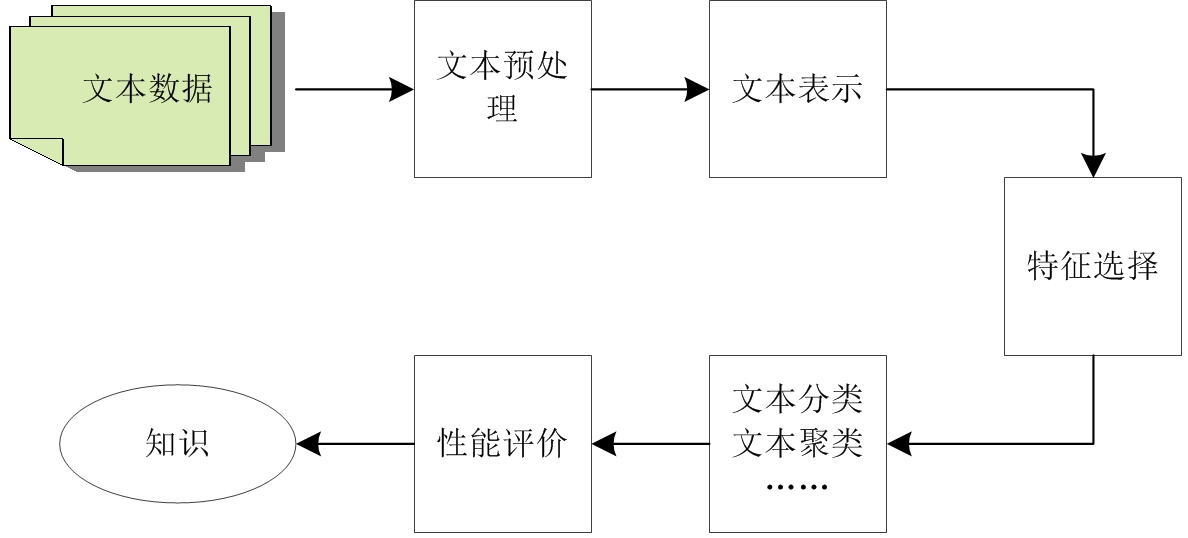 文本数据
文本预处
理
文本表示
特征选择
文本分类
文本聚类
……
性能评价
知识